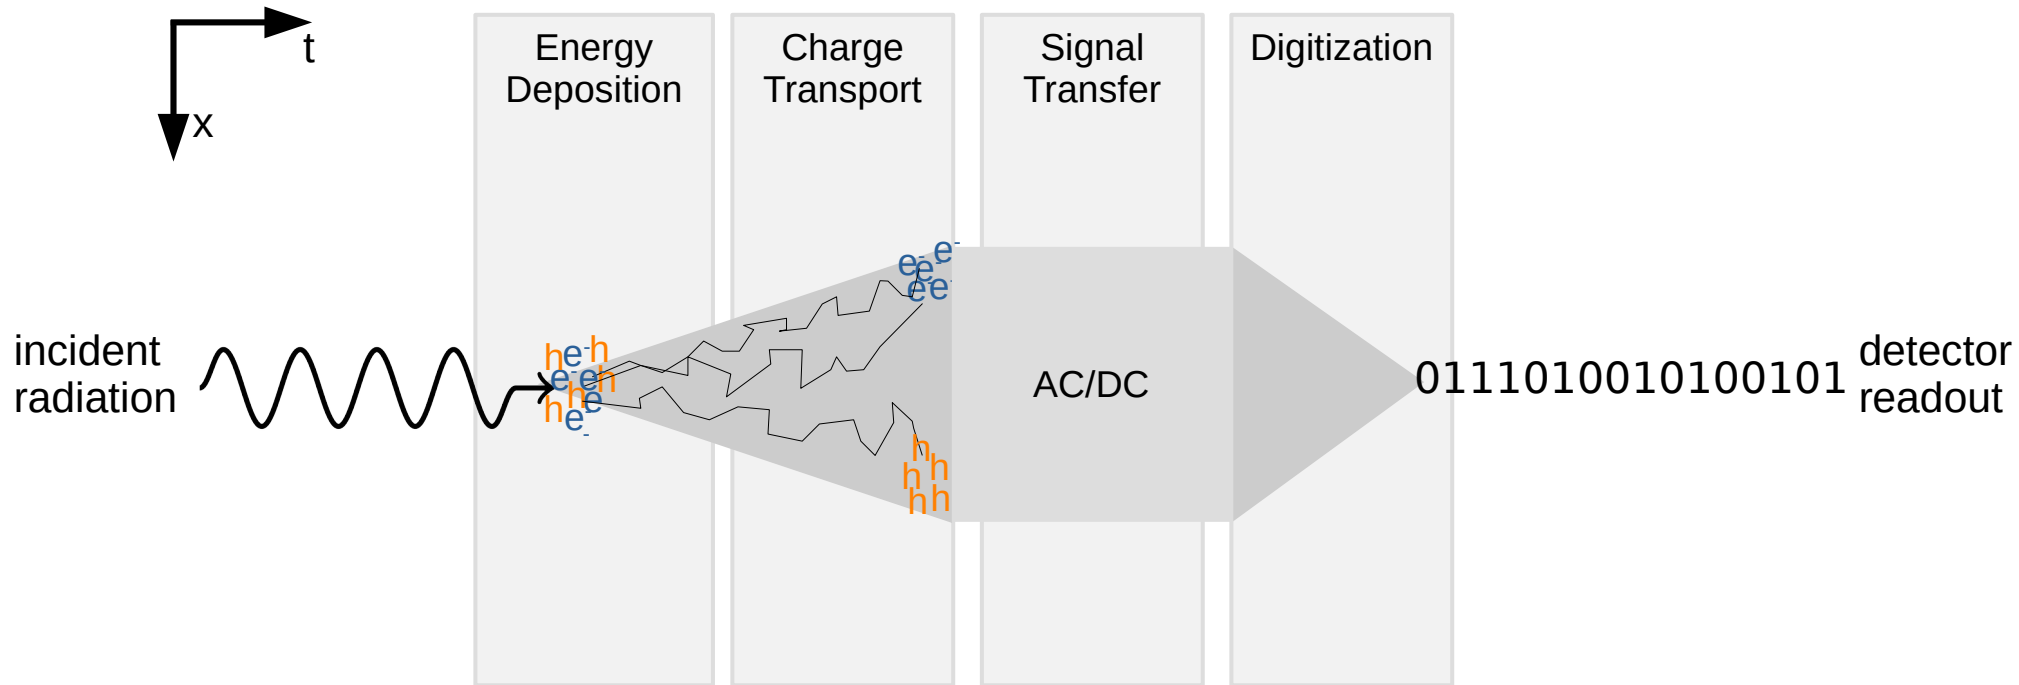 t
x
Energy
Deposition
Charge
Transport
Signal
Transfer
Digitization
incident
radiation
h e- h
e- e h
h
h e
e-
-
e- e- e-
e- e-
h
h h
h h
AC/DC
0111010010100101
detector
readout